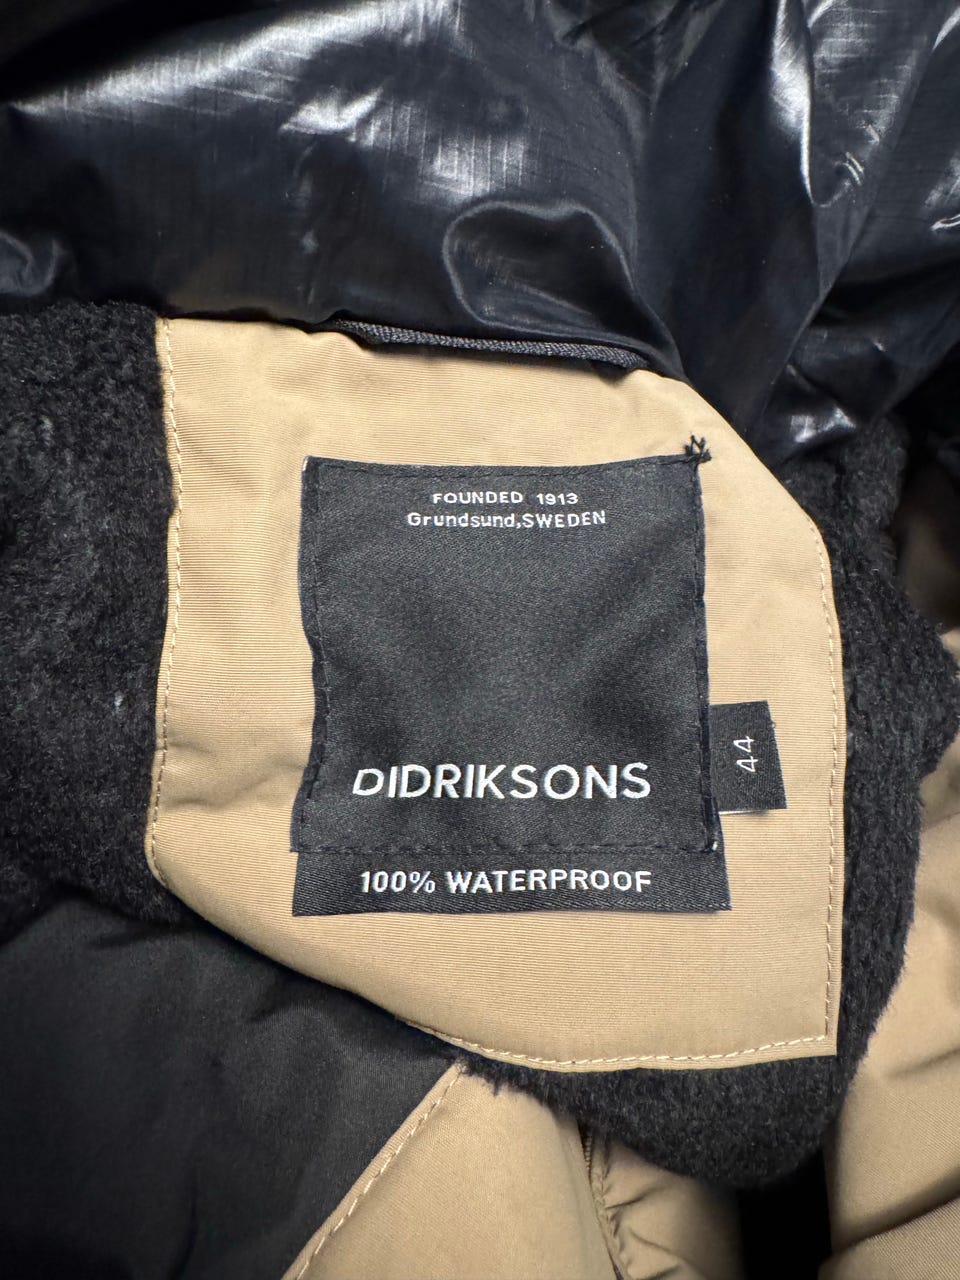 FOUNDED 1913
Grundsund,SWEDEN
DIDRIKSONS
44
100% WATERPROOF